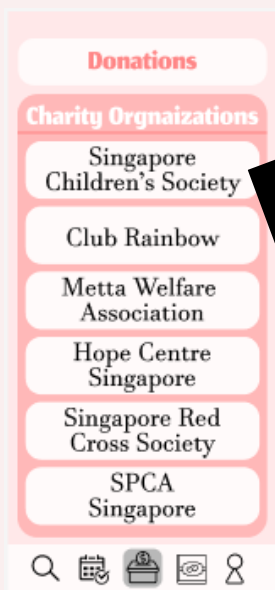 Donations
Charity Orgnaizations
Singapore
Children's Society
Club Rainbow
Metta Welfare
Association
Hope Centre
Singapore
Singapore Red
Cross Society
SPCA
Singapore